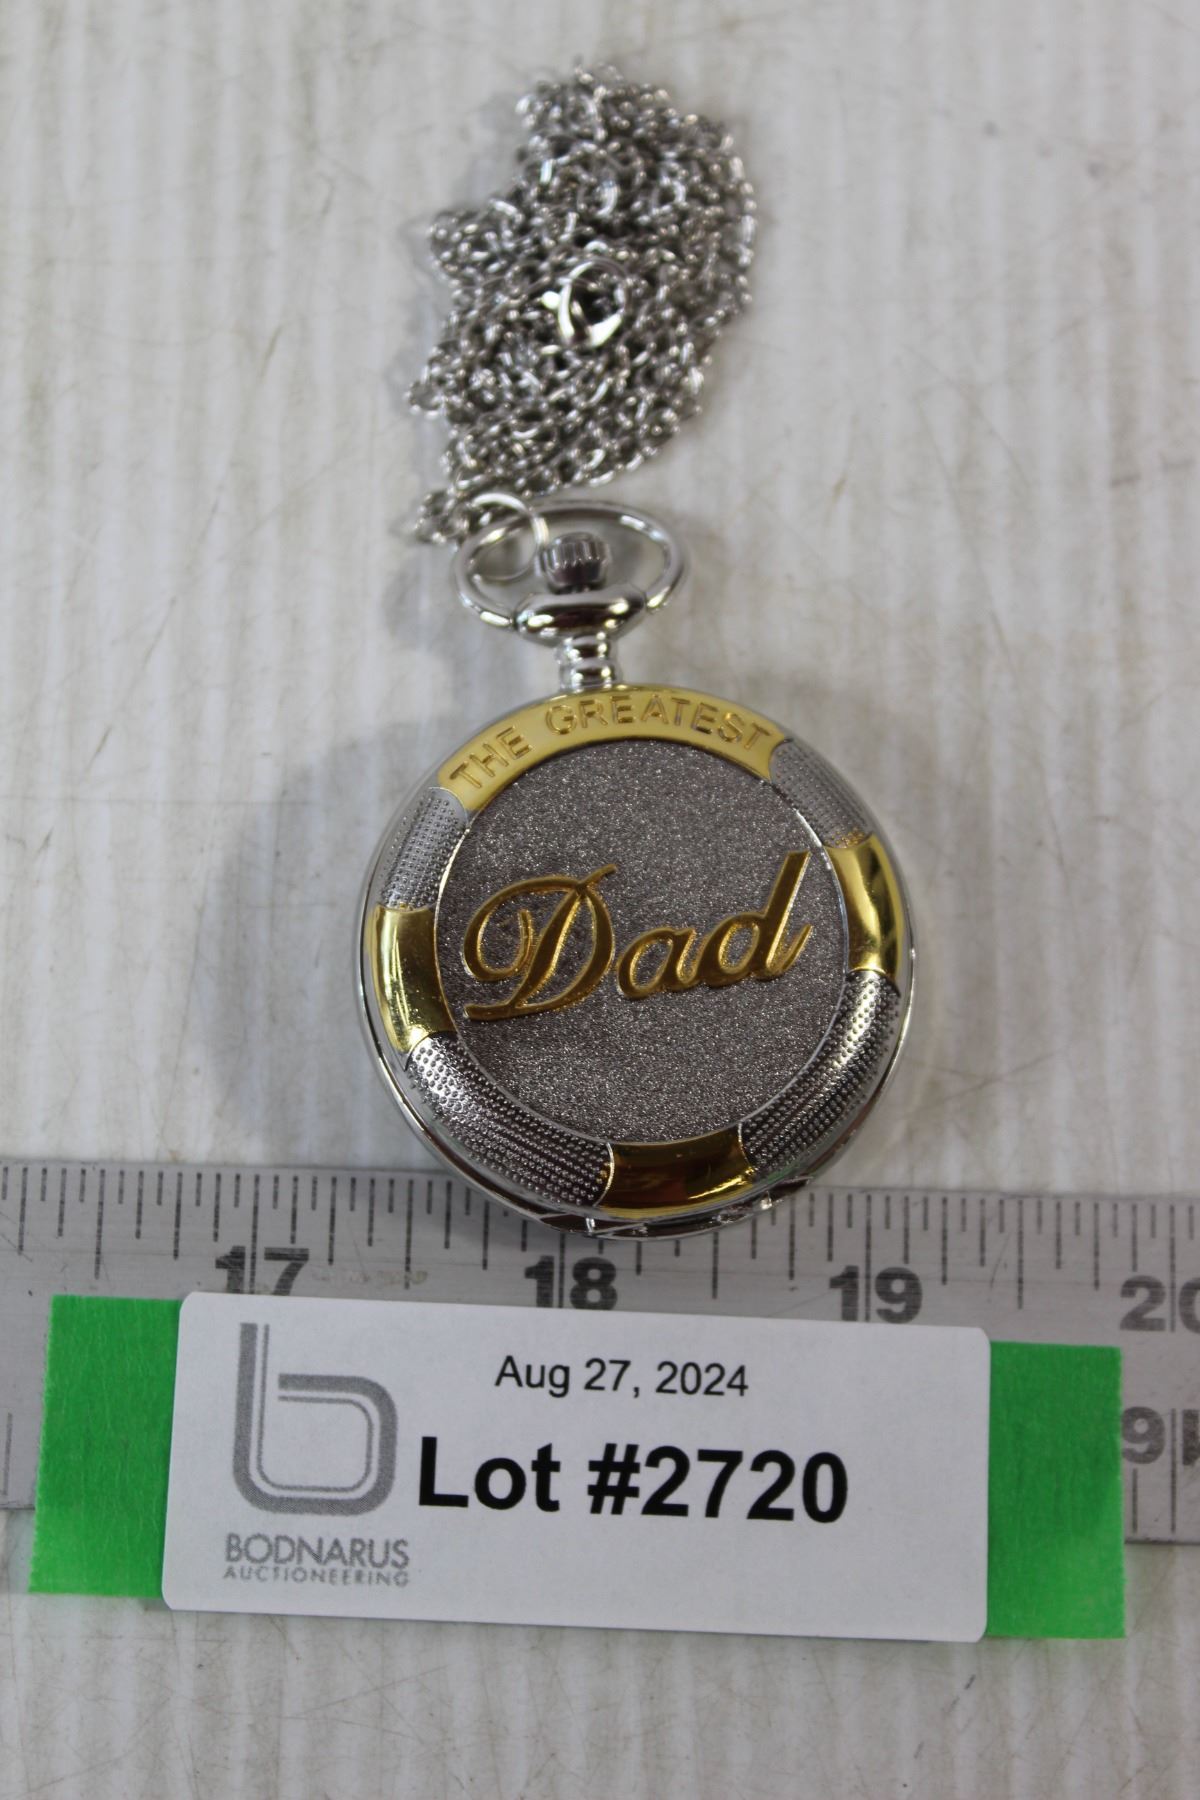 THE GREATEST
Dad
17 18 19 20
Aug 27, 2024
Lot #2720
BODNARUS
AUCTIONEERING